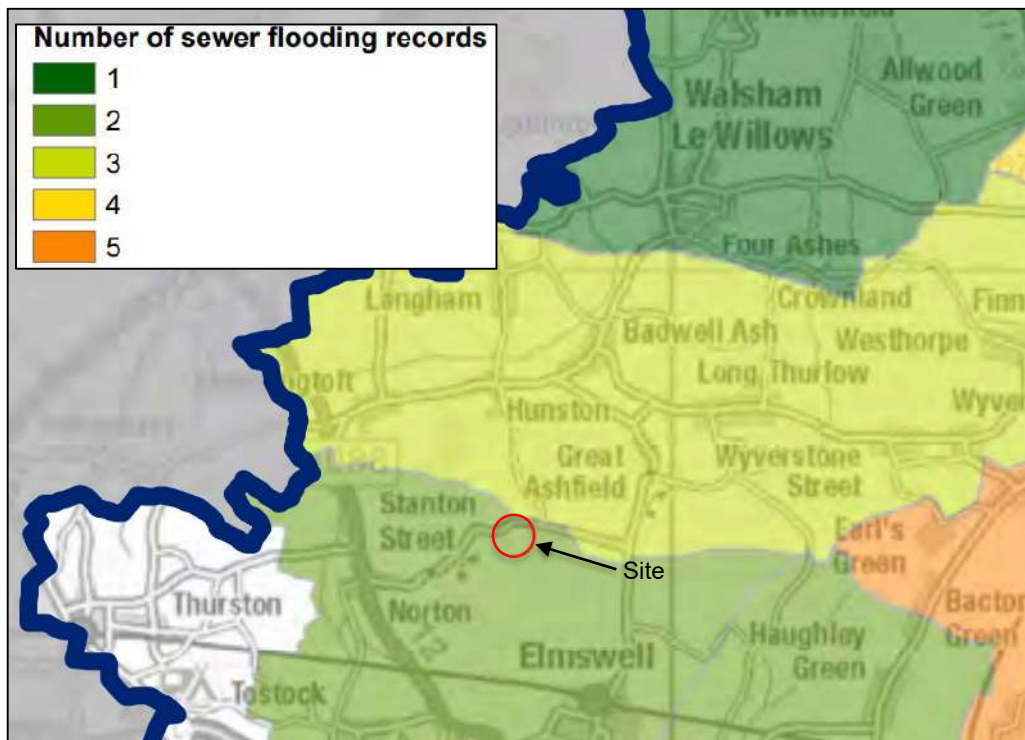 Number of sewer flooding records
1
2
3
4
5
Allwood
Green
Walsham
Le Willows
Four Ashes
Langham
Crownland
Finn
Badwell Ash
Westhorpe
Long Thurlow
Hunston
Wyver
Great
Ashfield
Wyverstone
Street
Stanton
Street
Earl's
Green
Site
Thurston
Norton
Bacton
Green
Haughley
Green
Elmswell
Tostock